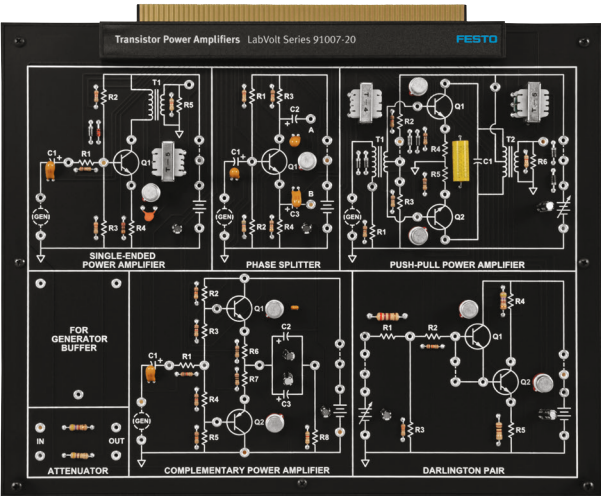 Transistor Power Amplifiers LabVolt Series 91007-20
FESTO
T1
R2
R5
C1
+
R1
Q1
GEN
R3
R4
SINGLE-ENDED
POWER AMPLIFIER
R1
R3
C2
+
A
C1
+
Q1
B
+
C3
R2
R4
PHASE SPLITTER
Q1
R2
T1
R4
T2
C1
R6
R5
R3
GEN
Q2
R1
PUSH-PULL POWER AMPLIFIER
FOR
GENERATOR
BUFFER
IN
OUT
ATTENUATOR
R2
Q1
R3
C2
+
C1
+
R1
R6
R7
+
C3
R4
GEN
Q2
R5
R8
COMPLEMENTARY POWER AMPLIFIER
R4
R1
R2
Q1
Q2
R3
R5
DARLINGTON PAIR